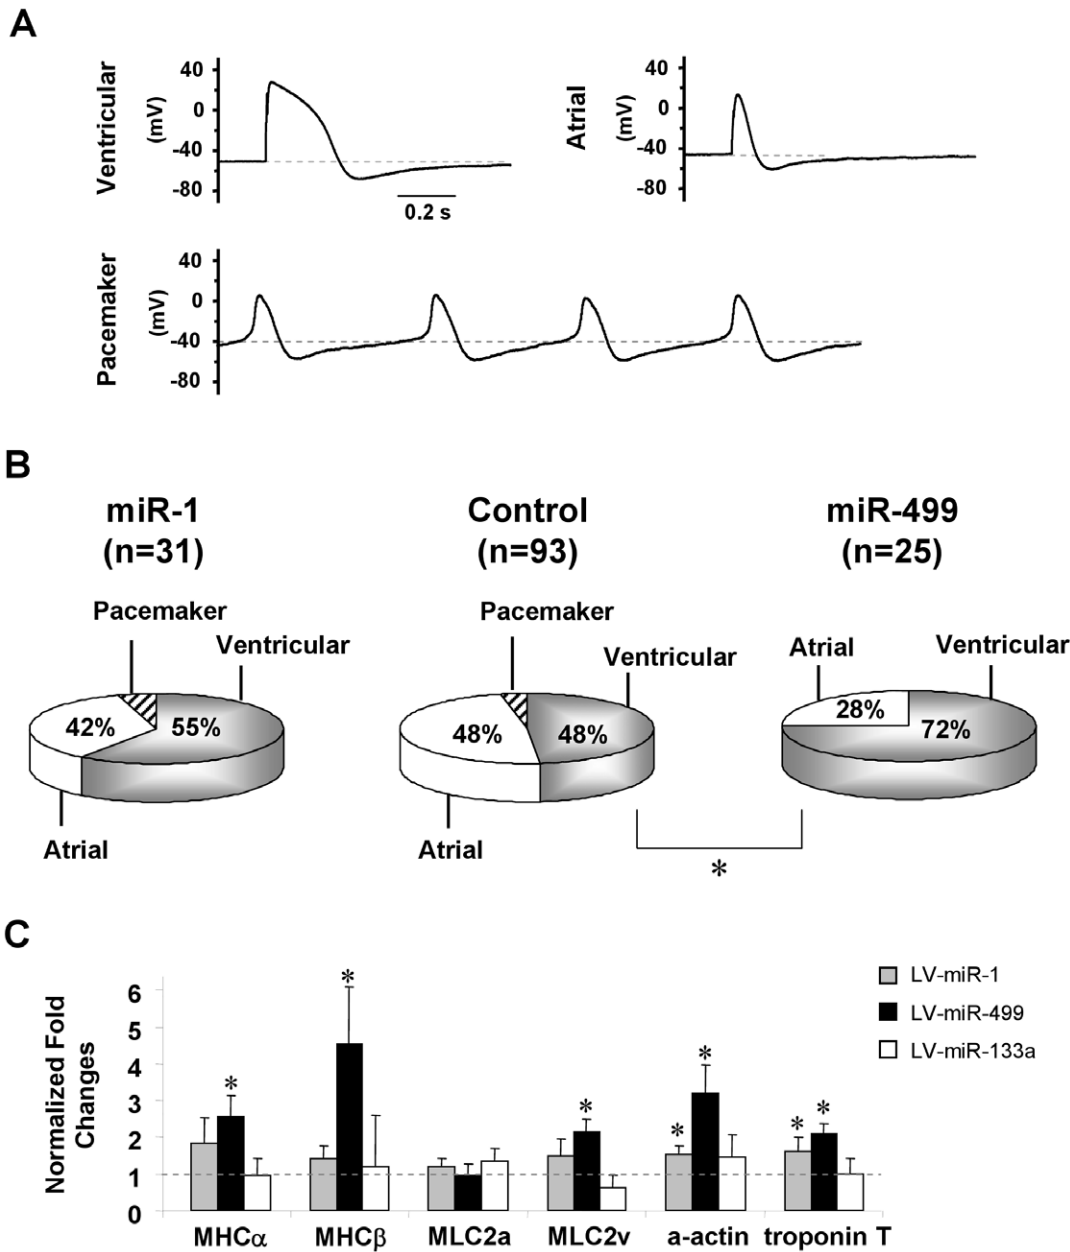 A
Ventricular
(mV)
40
0
-40
-80
0.2 s
Atrial
(mV)
40
0
-40
-80
Pacemaker
(mV)
40
0
-40
-80
B
miR-1
(n=31)
Pacemaker
Ventricular
42%
55%
Atrial
Control
(n=93)
Pacemaker
Ventricular
48%
48%
Atrial
miR-499
(n=25)
Atrial
Ventricular
28%
72%
*
C
Normalized Fold
Changes
6
5
4
3
2
1
0
*
*
*
*
*
*
*
LV-miR-1
LV-miR-499
LV-miR-133a
MHCα
MHCβ
MLC2a
MLC2v
a-actin
troponin T